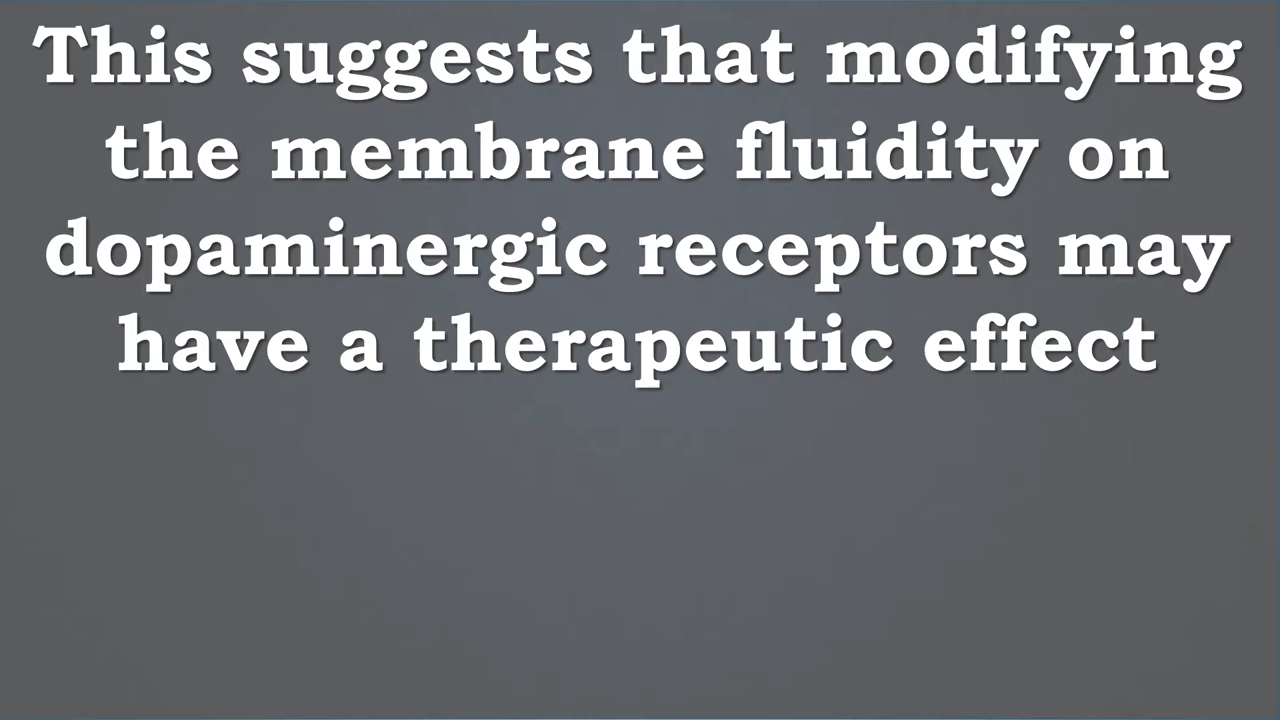 This suggests that modifying
the membrane fluidity on
dopaminergic receptors may
have a therapeutic effect